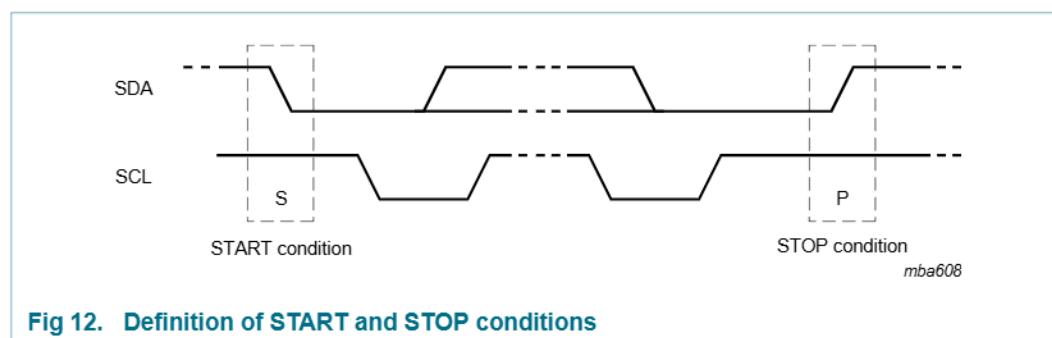 SDA
SCL
S
P
START condition
STOP condition
mba608
Fig 12. Definition of START and STOP conditions